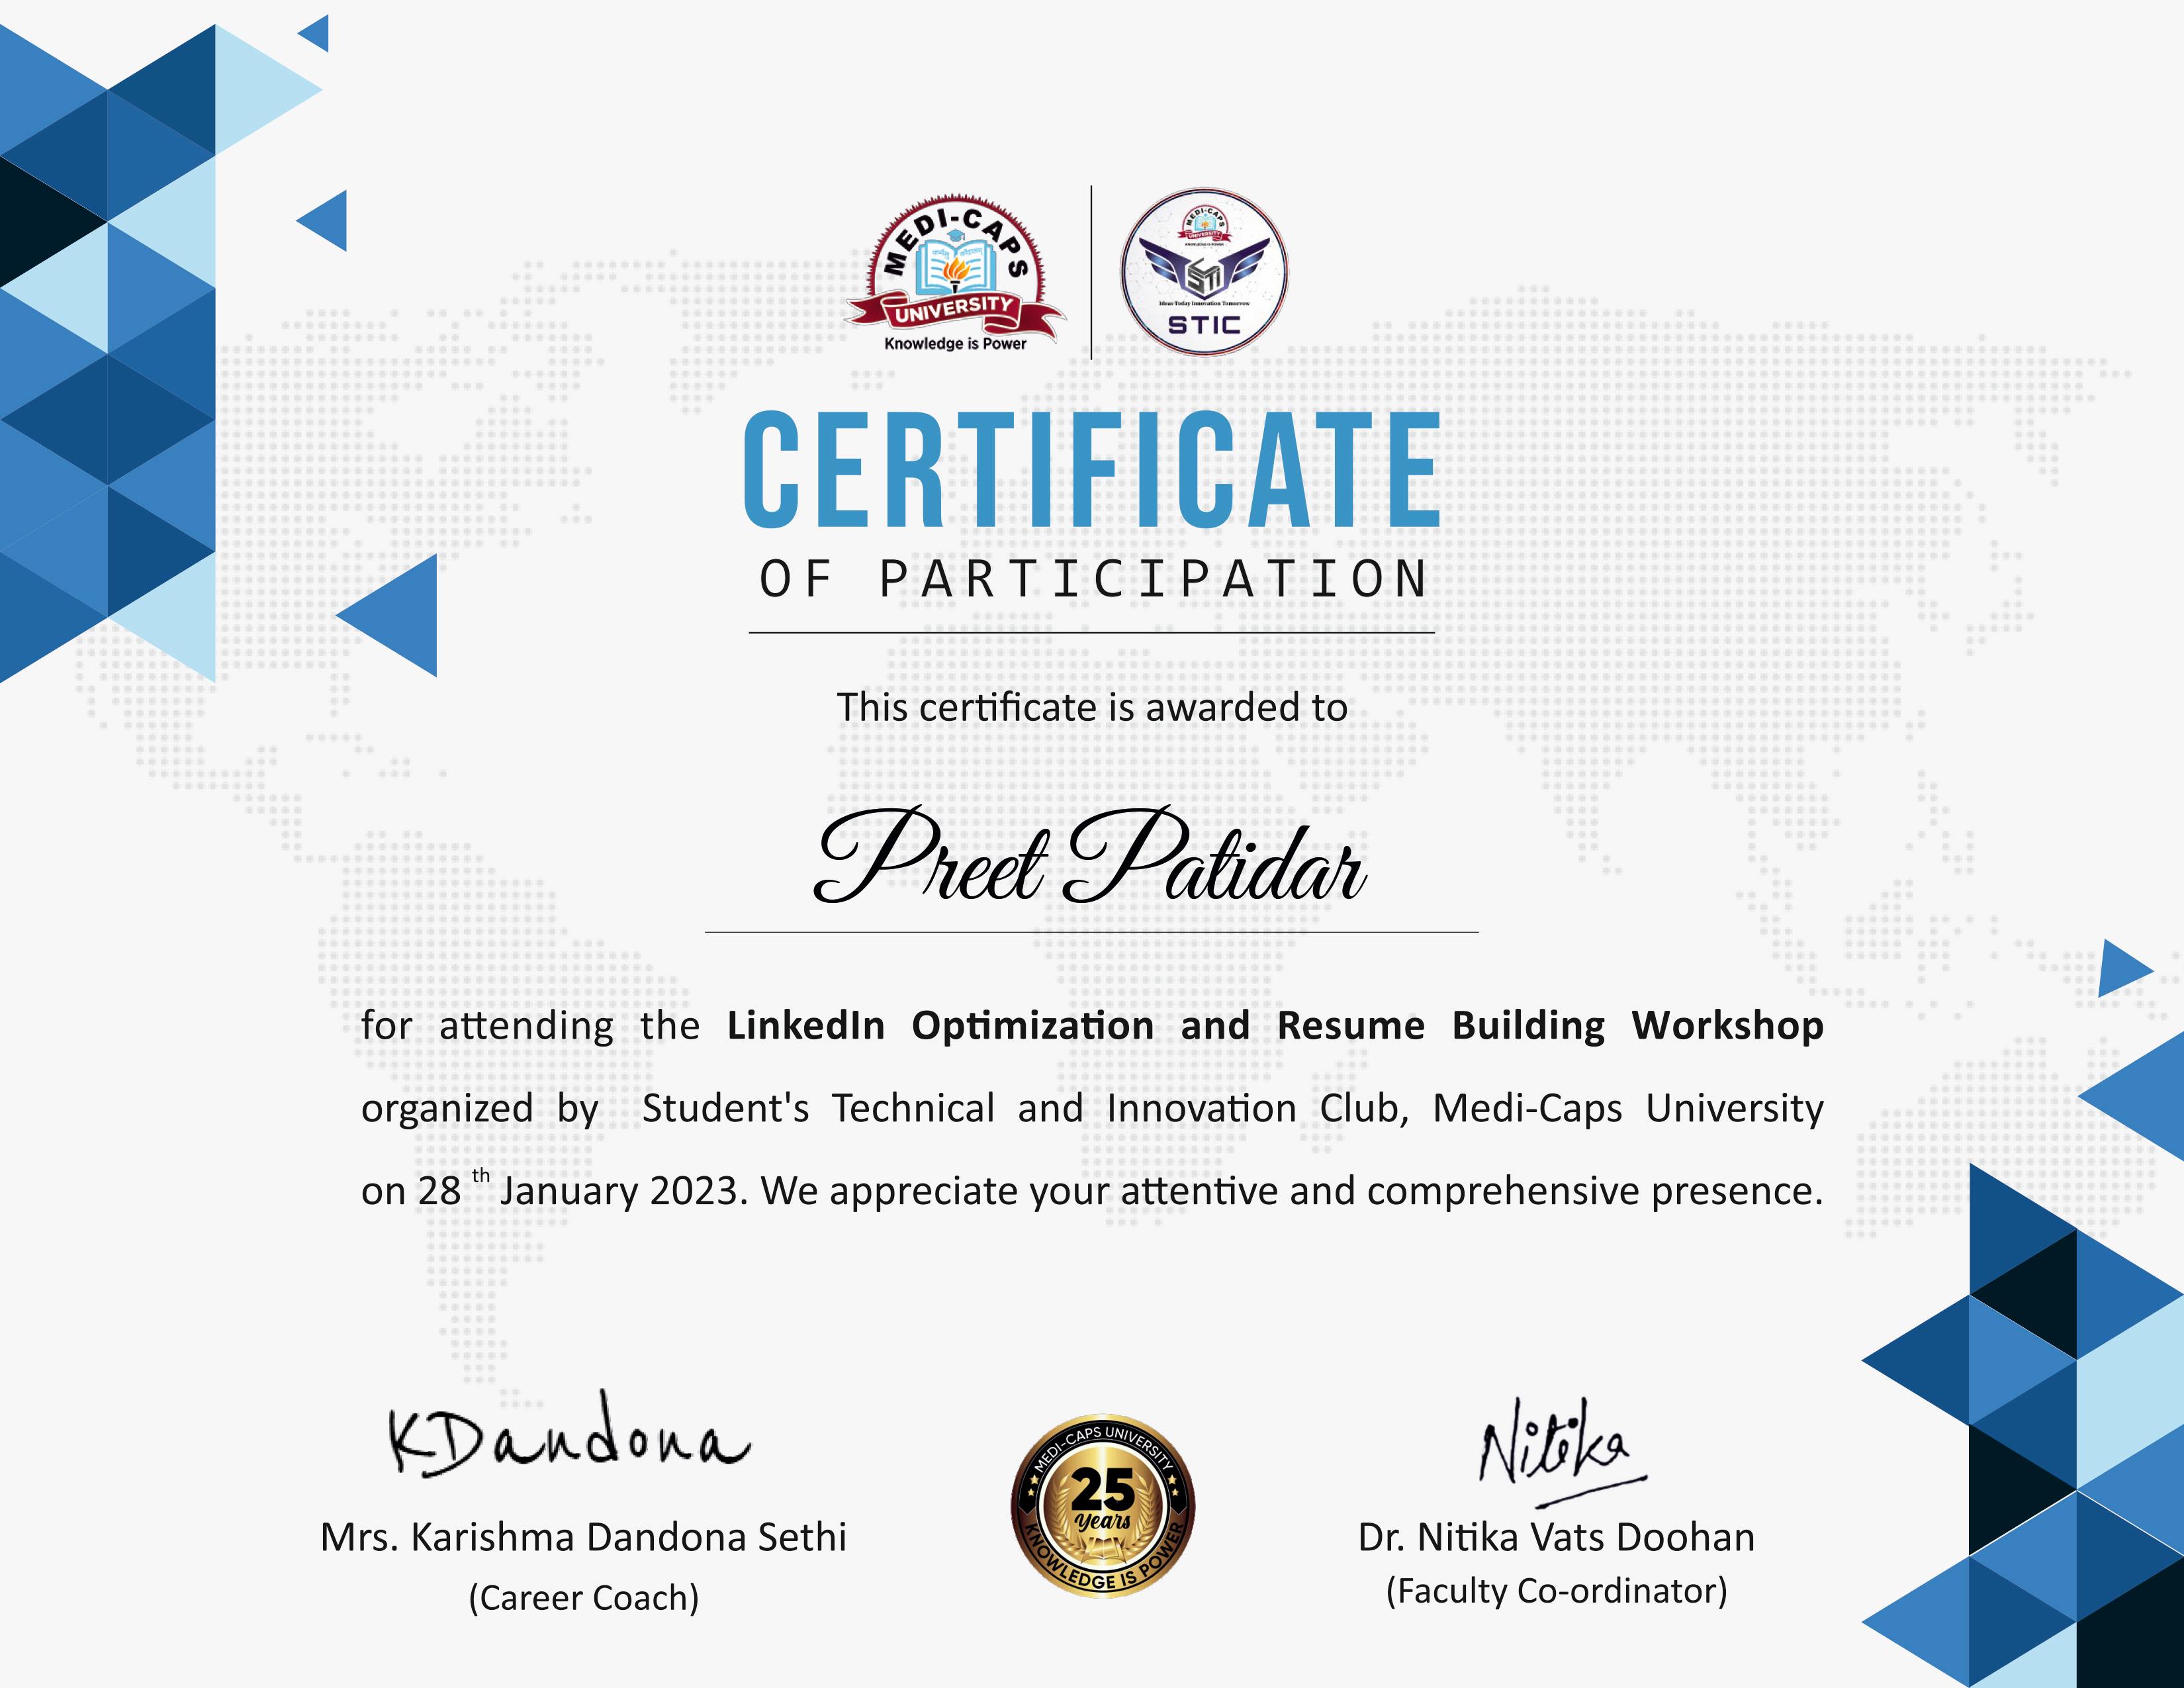 MEDI-CAPS
UNIVERSITY
Knowledge is Power
MEDI-CAPS
UNIVERSITY
KNOWLEDGE IS POWER
STI
Ideas Today Innovation Tomorrow
STIC
CERTIFICATE
OF PARTICIPATION
This certificate is awarded to
Preet Patidar
for attending the LinkedIn Optimization and Resume Building Workshop
organized by Student's Technical and Innovation Club, Medi-Caps University
on 28 th January 2023. We appreciate your attentive and comprehensive presence.
KDandona
Mrs. Karishma Dandona Sethi
(Career Coach)
MEDI-CAPS UNIVERSITY
25
Years
KNOWLEDGE IS POWER
Nitika
Dr. Nitika Vats Doohan
(Faculty Co-ordinator)